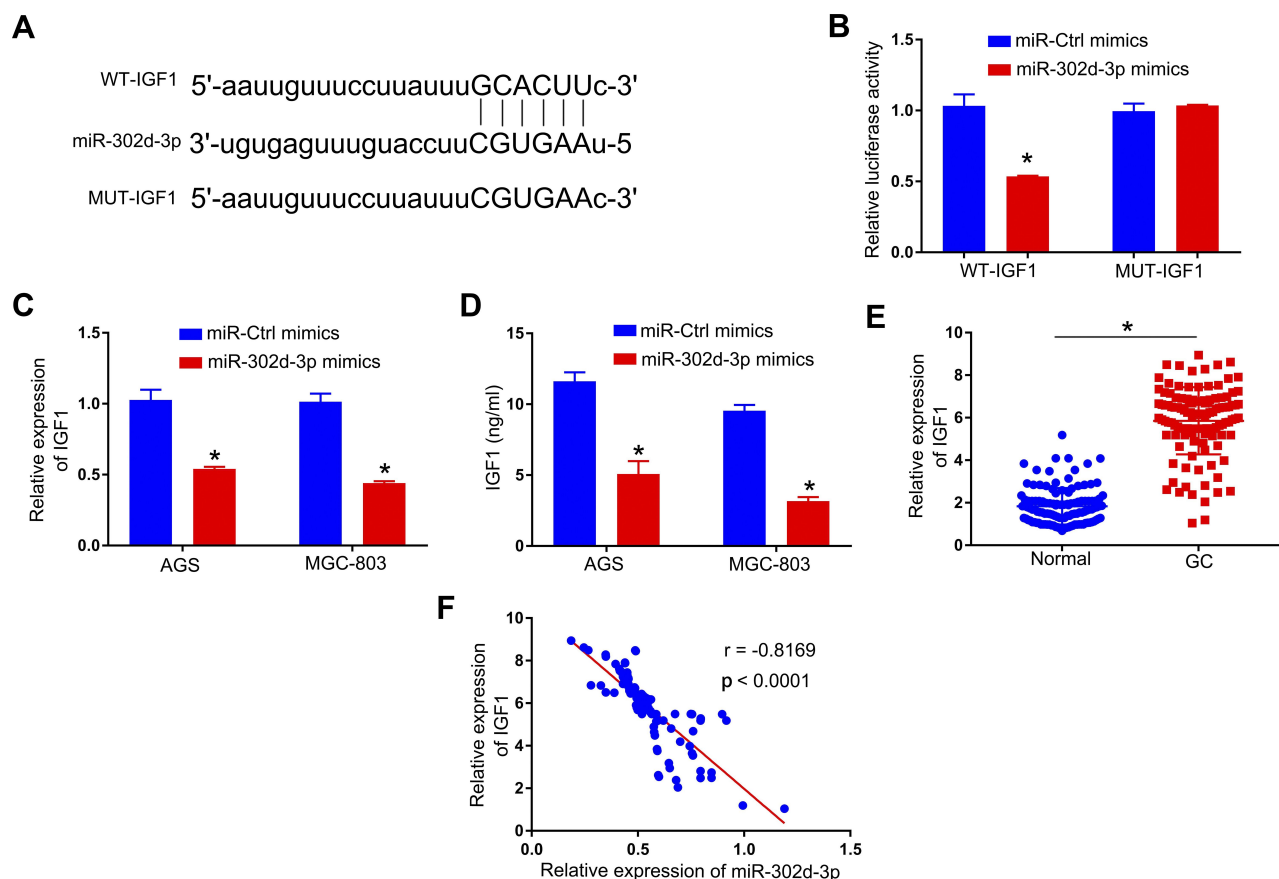 A
WT-IGF1 5'-aauuguuuccuuauuuGCACUUc-3'
miR-302d-3p 3'-ugugaguuuguaccuuCGUGAAu-5
MUT-IGF1 5'-aauuguuuccuuauuuCGUGAAc-3'
B
Relative luciferase activity
1.5
1.0
0.5
0.0
miR-Ctrl mimics
miR-302d-3p mimics
*
WT-IGF1 MUT-IGF1
C
Relative expression
of IGF1
1.5
1.0
0.5
0.0
miR-Ctrl mimics
miR-302d-3p mimics
* *
AGS MGC-803
D
IGF1 (ng/ml)
15
10
5
0
miR-Ctrl mimics
miR-302d-3p mimics
* *
AGS MGC-803
E
Relative expression
of IGF1
10
8
6
4
2
0
*
Normal GC
F
Relative expression
of IGF1
10
8
6
4
2
0
r = -0.8169
p < 0.0001
0.0 0.5 1.0 1.5
Relative expression of miR-302d-3p